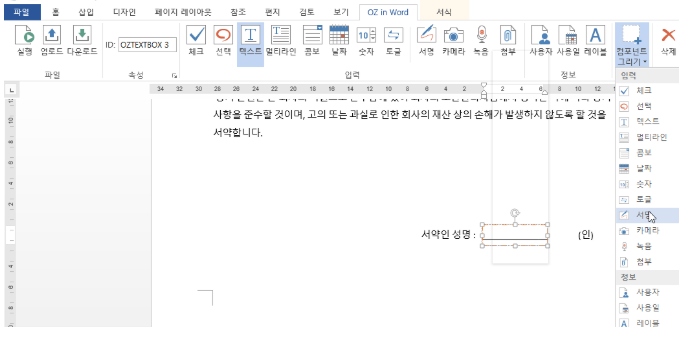 파일 홈 삽입 디자인 페이지 레이아웃 참조 편지 검토 보기 OZ in Word 서식
실행 업로드 다운로드 ID: OZTEXTBOX 3 체크 선택 텍스트 멀티라인 콤보 날짜 숫자 토글 서명 카메라 녹음 첨부 사용자 사용일 레이블 컴포넌트 그리기 삭제
파일 속성 입력 정보
입력
체크
선택
텍스트
멀티라인
콤보
날짜
숫자
토글
서명
카메라
녹음
첨부
정보
사용자
사용일
레이블
34 32 30 28 26 24 22 20 18 16 14 12 10 8 6 4 2 2 4 6 8 10 12
사항을 준수할 것이며, 고의 또는 과실로 인한 회사의 재산 상의 손해가 발생하지 않도록 할 것을
서약합니다.
서약인 성명 : (인)